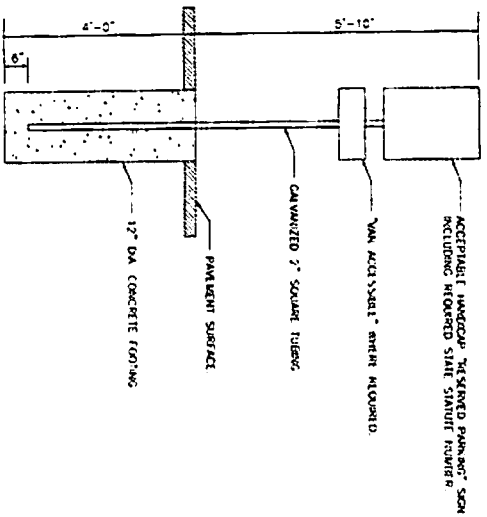 ACCEPTABLE HANDICAP "RESERVED PARKING" SIGN
INCLUDING REQUIRED STATE STATUTE NUMBER.
"VAN ACCESSABLE" WHERE REQUIRED.
GALVANIZED 2" SQUARE TUBING
PAVEMENT SURFACE
12" DIA CONCRETE FOOTING
5'-10"
4'-0"
6"